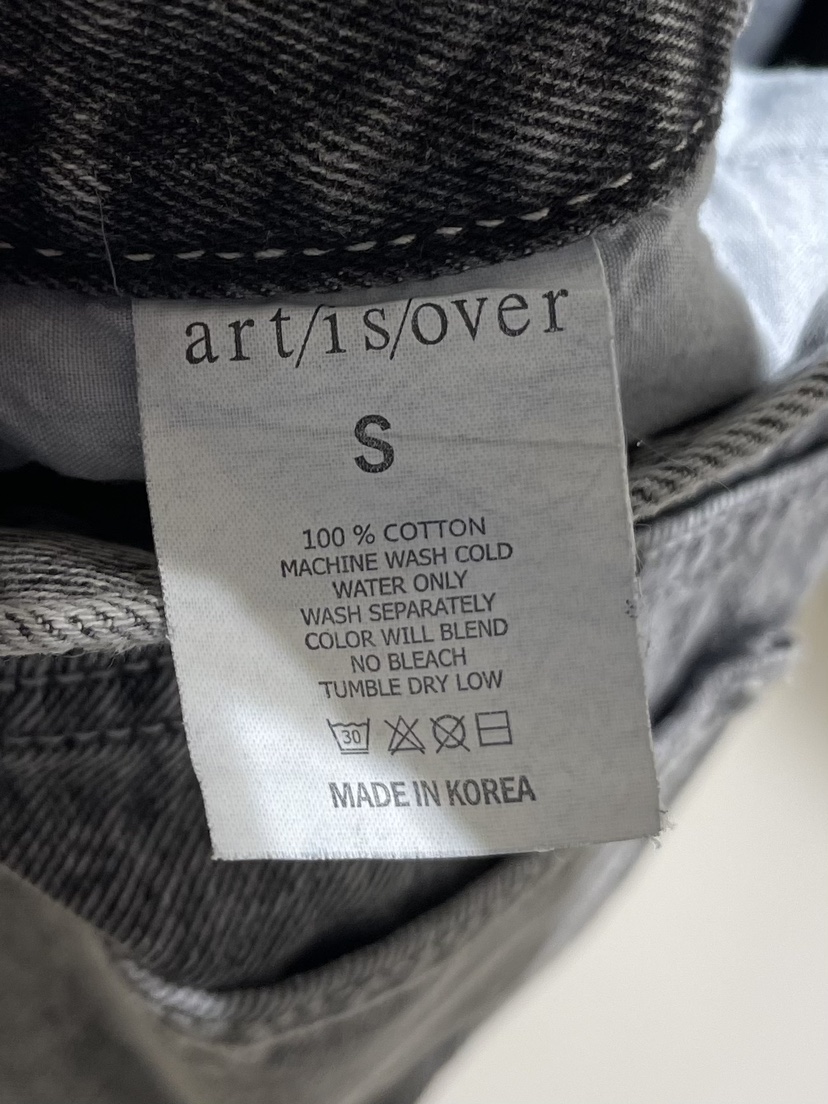 art/is/over
S
100 % COTTON
MACHINE WASH COLD
WATER ONLY
WASH SEPARATELY
COLOR WILL BLEND
NO BLEACH
TUMBLE DRY LOW
30
MADE IN KOREA